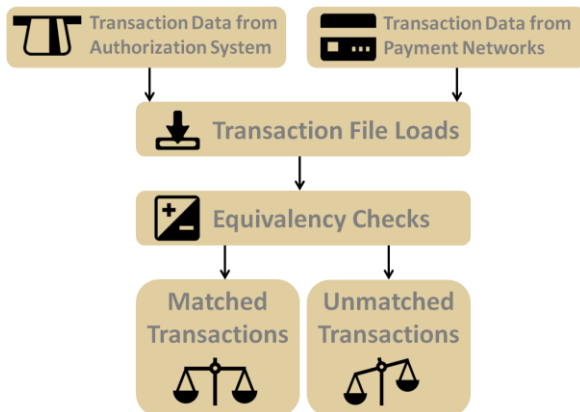 Transaction Data from
Authorization System
Transaction Data from
Payment Networks
Transaction File Loads
Equivalency Checks
Matched
Transactions
Unmatched
Transactions